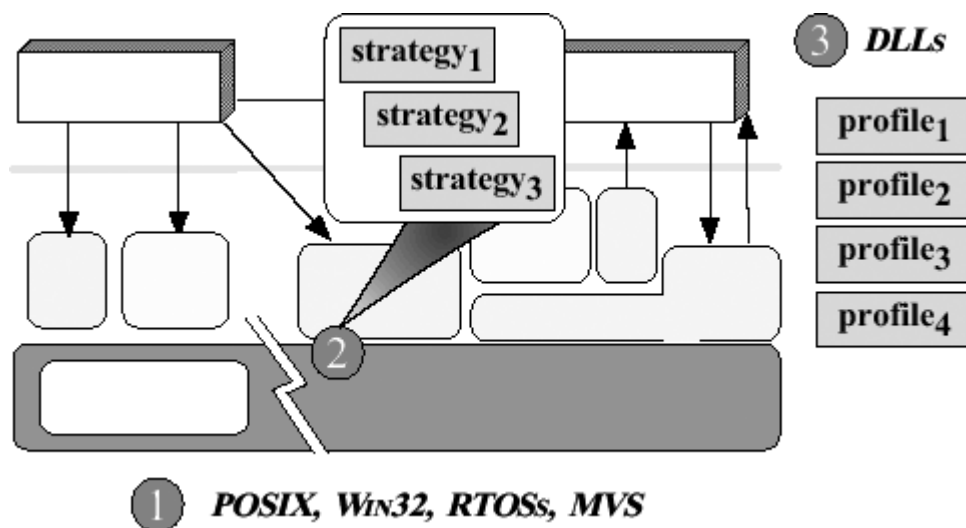 strategy1
strategy2
strategy3
3 DLLs
profile1
profile2
profile3
profile4
2
1 POSIX, WIN32, RTOSs, MVS